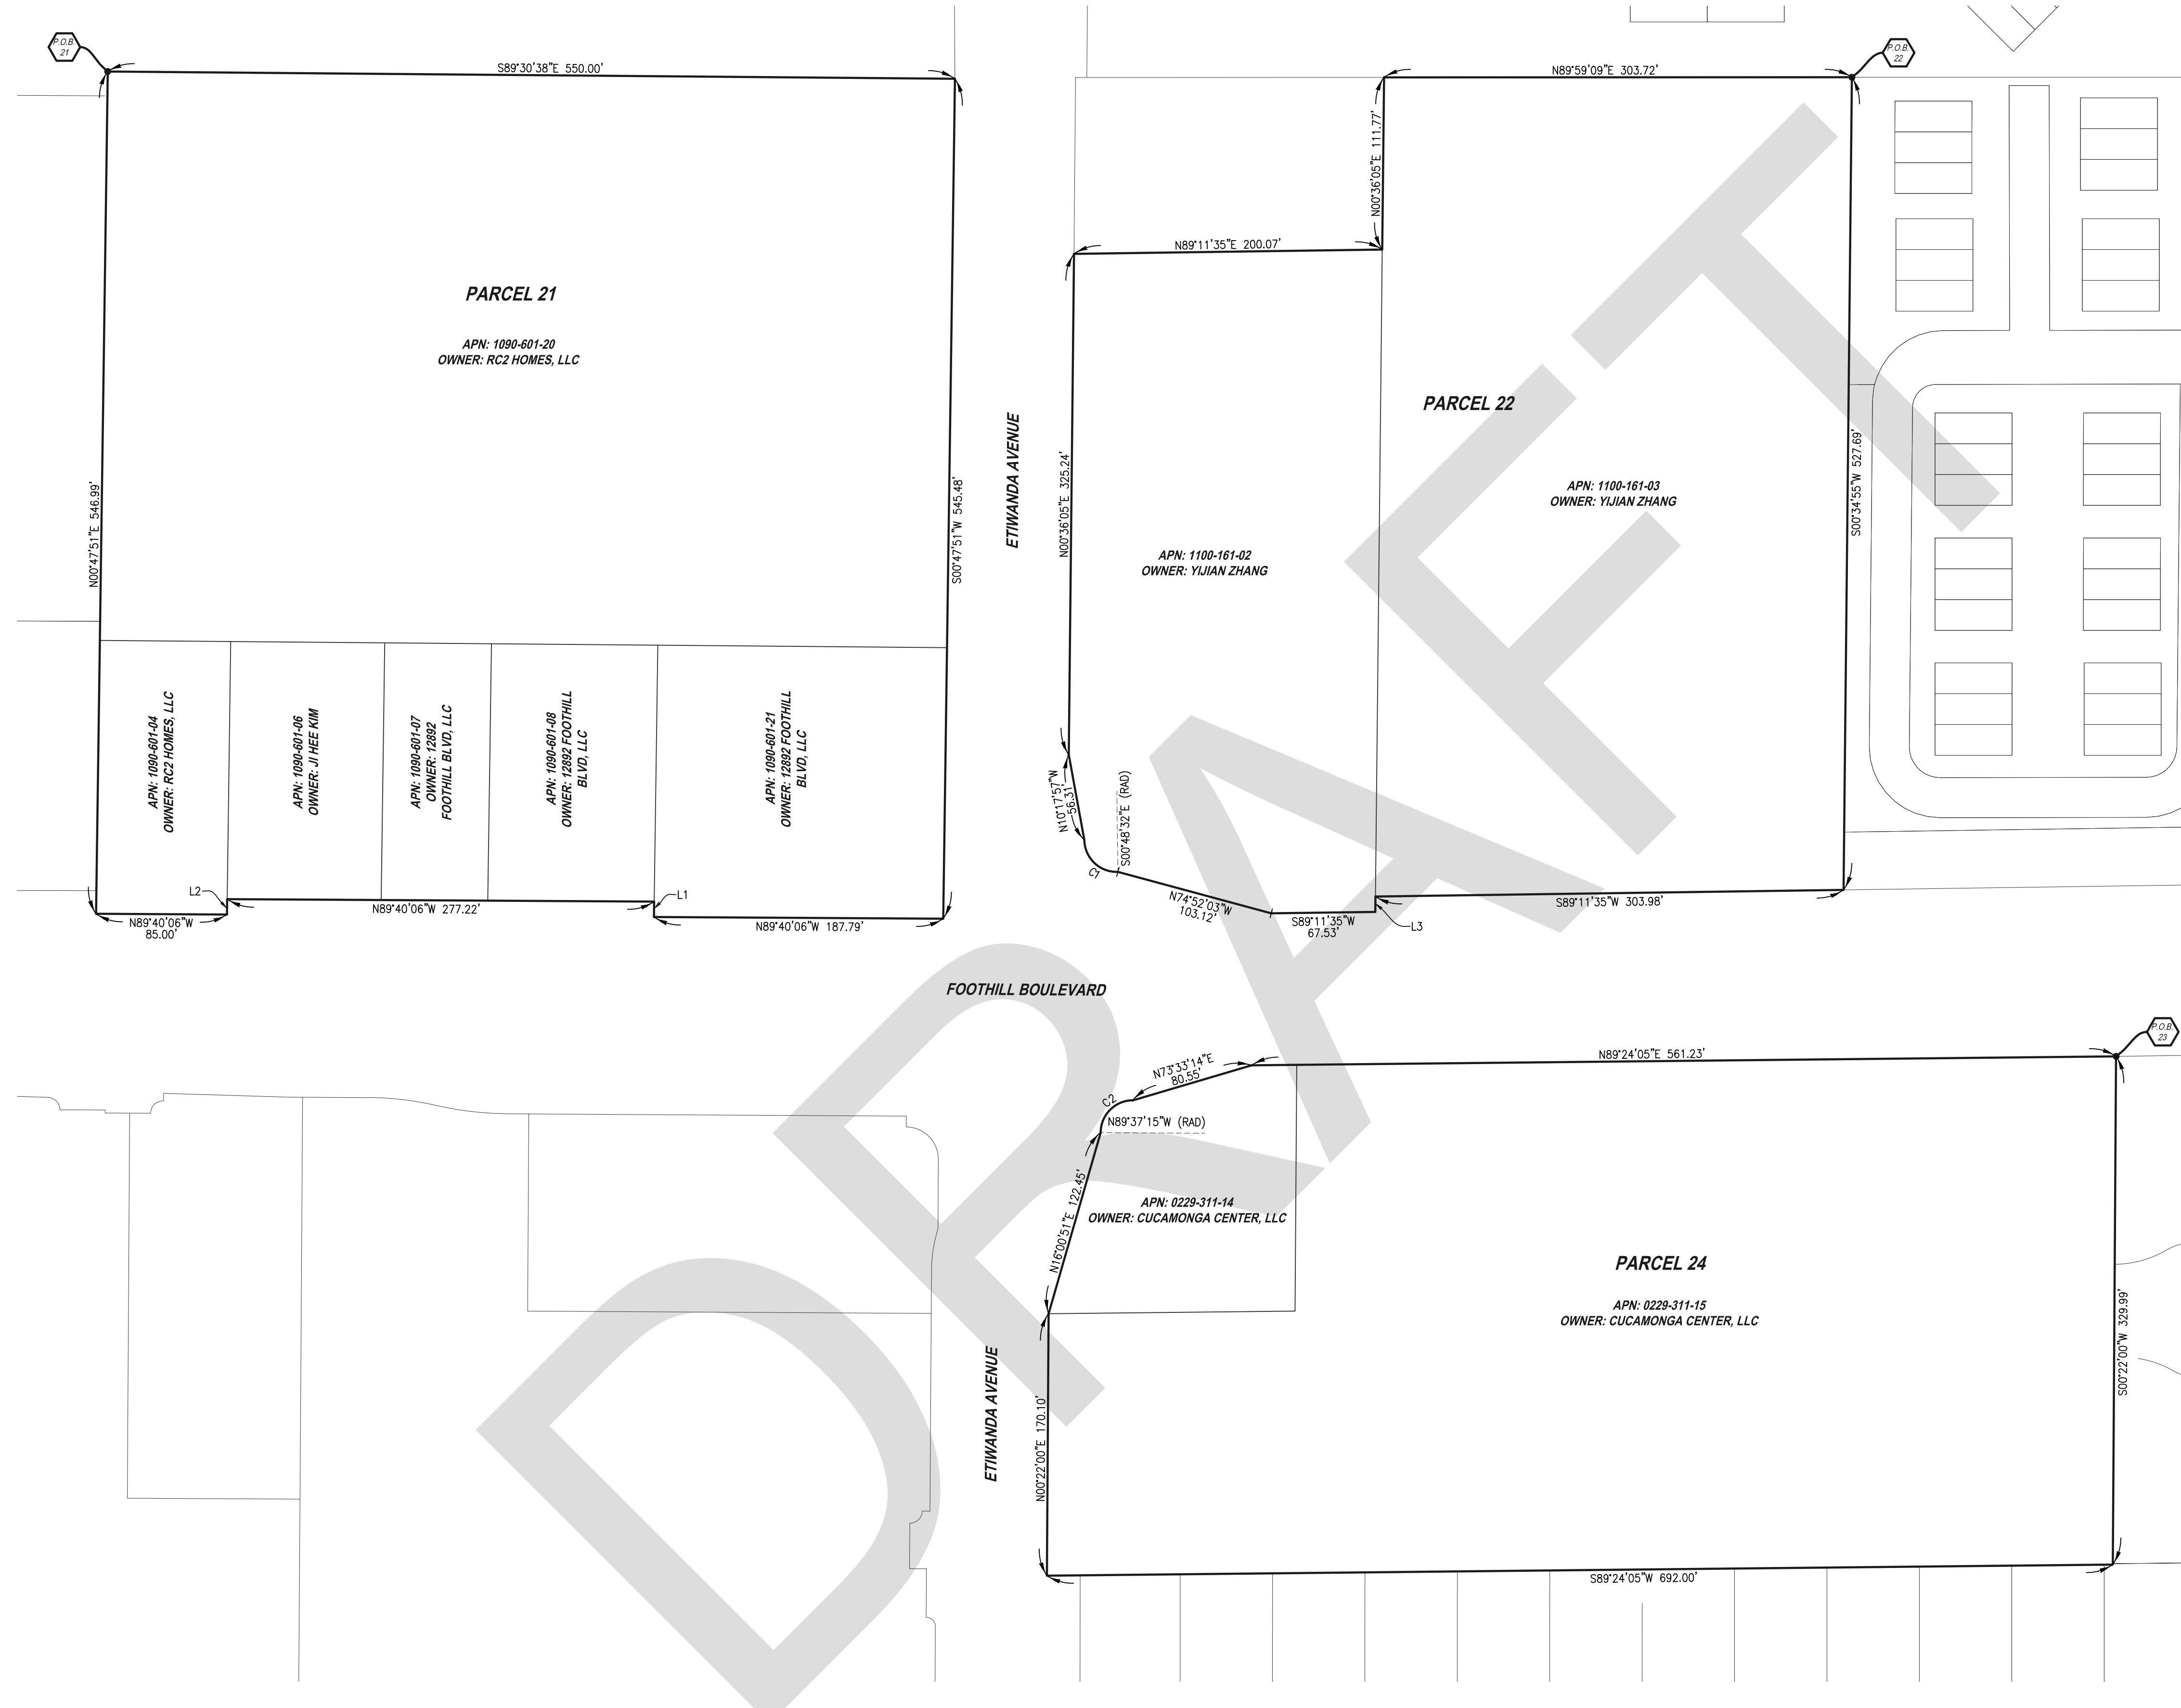 P.O.B.
21
S89°30'38"E 550.00'
N89°59'09"E 303.72'
P.O.B.
22
N00°36'05"E 111.77'
N89°11'35"E 200.07'
PARCEL 21
APN: 1090-601-20
OWNER: RC2 HOMES, LLC
PARCEL 22
N00°47'51"E 546.99'
S00°47'51"W 545.48'
ETIWANDA AVENUE
N00°36'05"E 325.24'
APN: 1100-161-03
OWNER: YIJIAN ZHANG
S00°34'55"W 527.69'
APN: 1100-161-02
OWNER: YIJIAN ZHANG
APN: 1090-601-04
OWNER: RC2 HOMES, LLC
APN: 1090-601-06
OWNER: JI HEE KIM
APN: 1090-601-07
OWNER: 12892
FOOTHILL BLVD, LLC
APN: 1090-601-08
OWNER: 12892 FOOTHILL
BLVD, LLC
APN: 1090-601-21
OWNER: 12892 FOOTHILL
BLVD, LLC
N10°17'57"W
56.31'
S00°48'32"E (RAD)
C1
L2
L1
N89°40'06"W
85.00'
N89°40'06"W 277.22'
N89°40'06"W 187.79'
N74°52'03"W
103.12'
S89°11'35"W
67.53'
L3
S89°11'35"W 303.98'
FOOTHILL BOULEVARD
P.O.B.
23
N89°24'05"E 561.23'
N73°33'14"E
80.55'
C2
N89°37'15"W (RAD)
N16°00'51"E 122.45'
APN: 0229-311-14
OWNER: CUCAMONGA CENTER, LLC
PARCEL 24
APN: 0229-311-15
OWNER: CUCAMONGA CENTER, LLC
S00°22'00"W 329.99'
ETIWANDA AVENUE
N00°22'00"E 170.10'
S89°24'05"W 692.00'
DRAFT